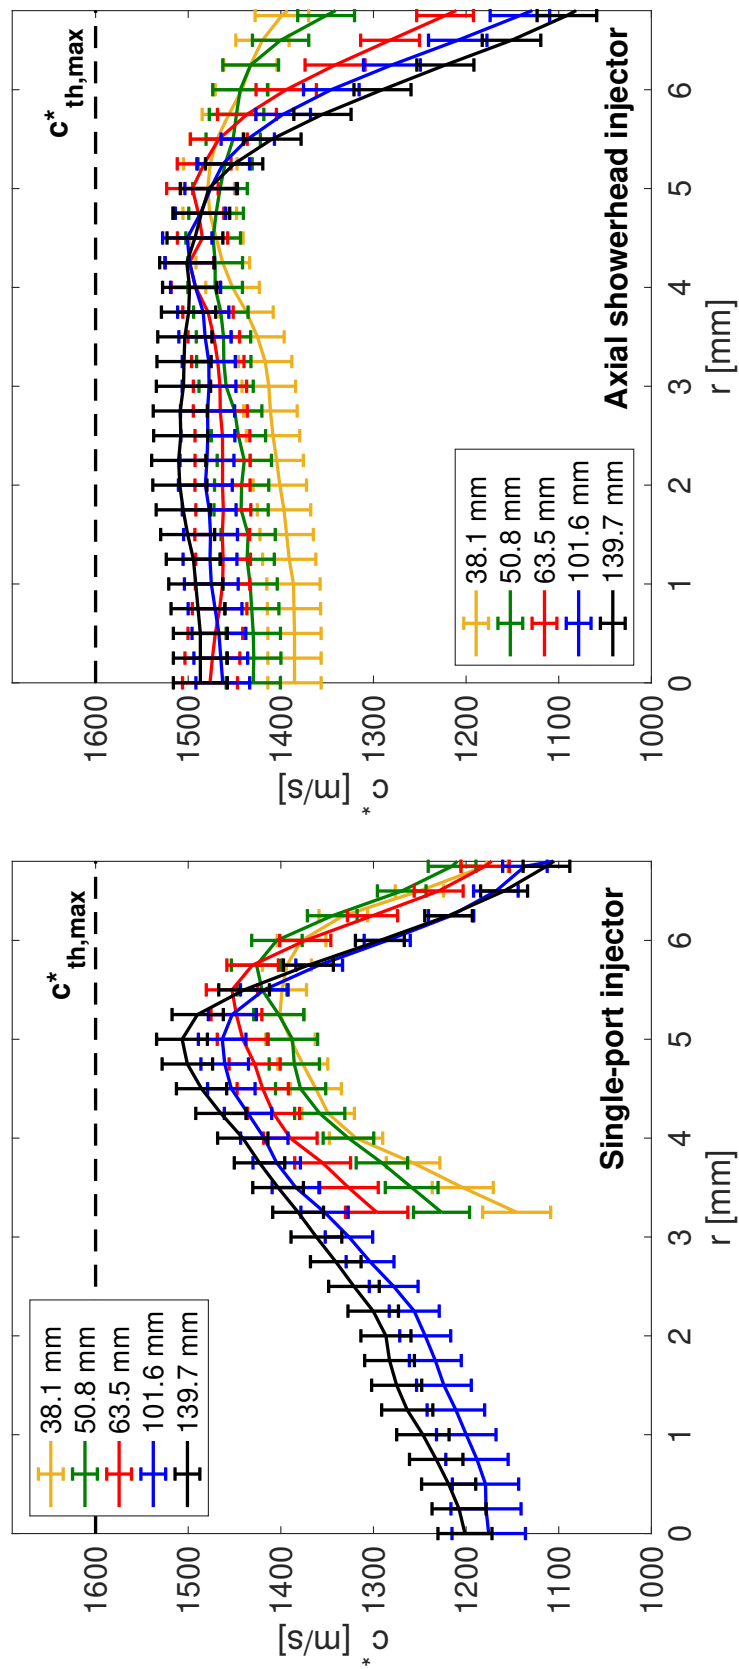 c*th,max
38.1 mm
50.8 mm
63.5 mm
101.6 mm
139.7 mm
Single-port injector
1600
1500
1400
1300
1200
1100
1000
c* [m/s]
0 1 2 3 4 5 6
r [mm]
c*th,max
38.1 mm
50.8 mm
63.5 mm
101.6 mm
139.7 mm
Axial showerhead injector
1600
1500
1400
1300
1200
1100
1000
c* [m/s]
0 1 2 3 4 5 6
r [mm]